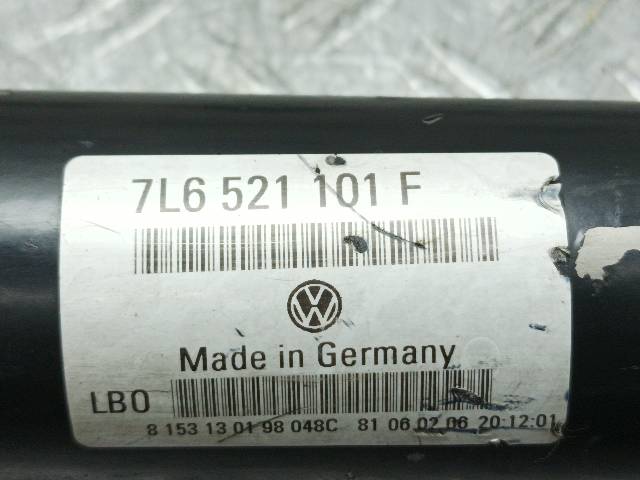 7L6 521 101 F
VW
Made in Germany
LBO
8 153 13 01 98 048C 81 06 02 06 20:12:01